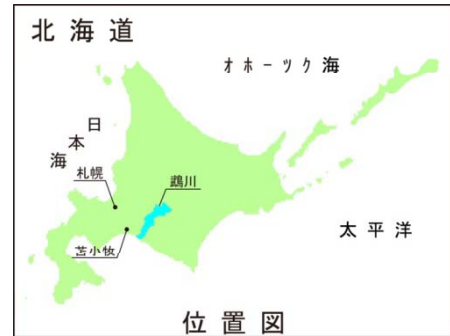 北海道
オホーツク海
日本海
札幌
鵡川
苫小牧
太平洋
位置図